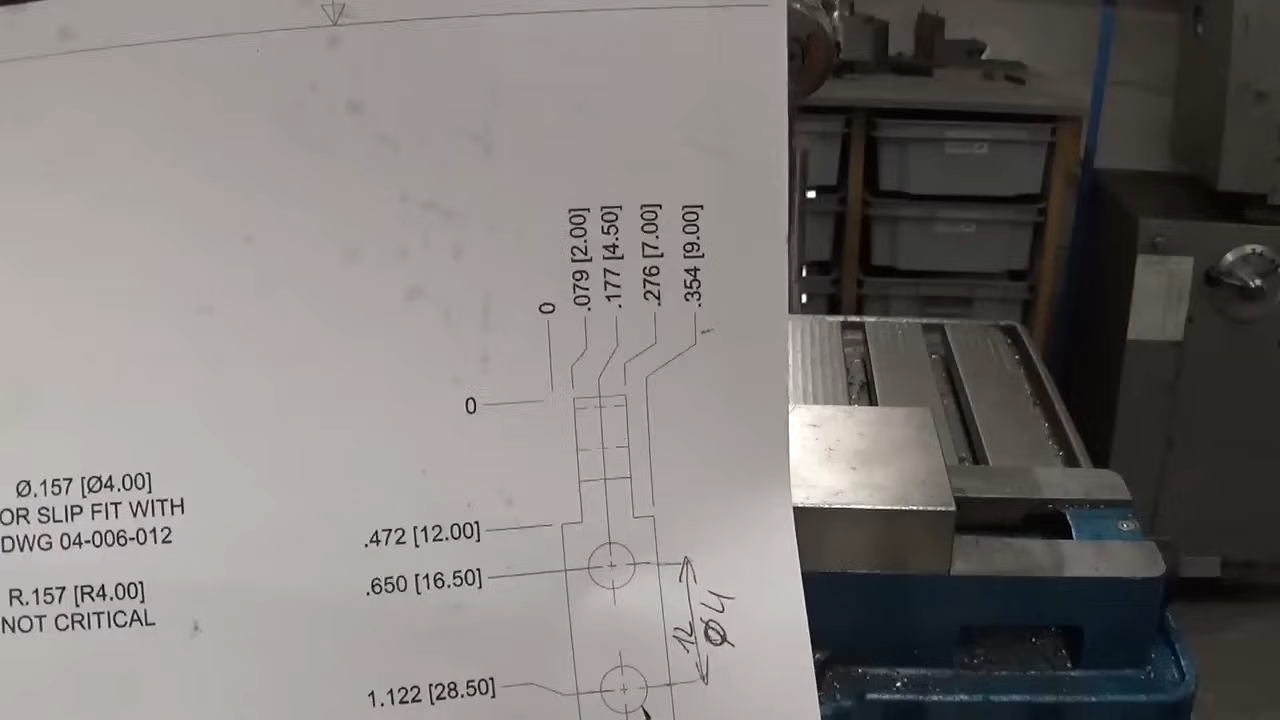 0
.079 [2.00]
.177 [4.50]
.276 [7.00]
.354 [9.00]
0
Ø.157 [Ø4.00]
OR SLIP FIT WITH
DWG 04-006-012
R.157 [R4.00]
NOT CRITICAL
.472 [12.00]
.650 [16.50]
1.122 [28.50]
12
Ø4